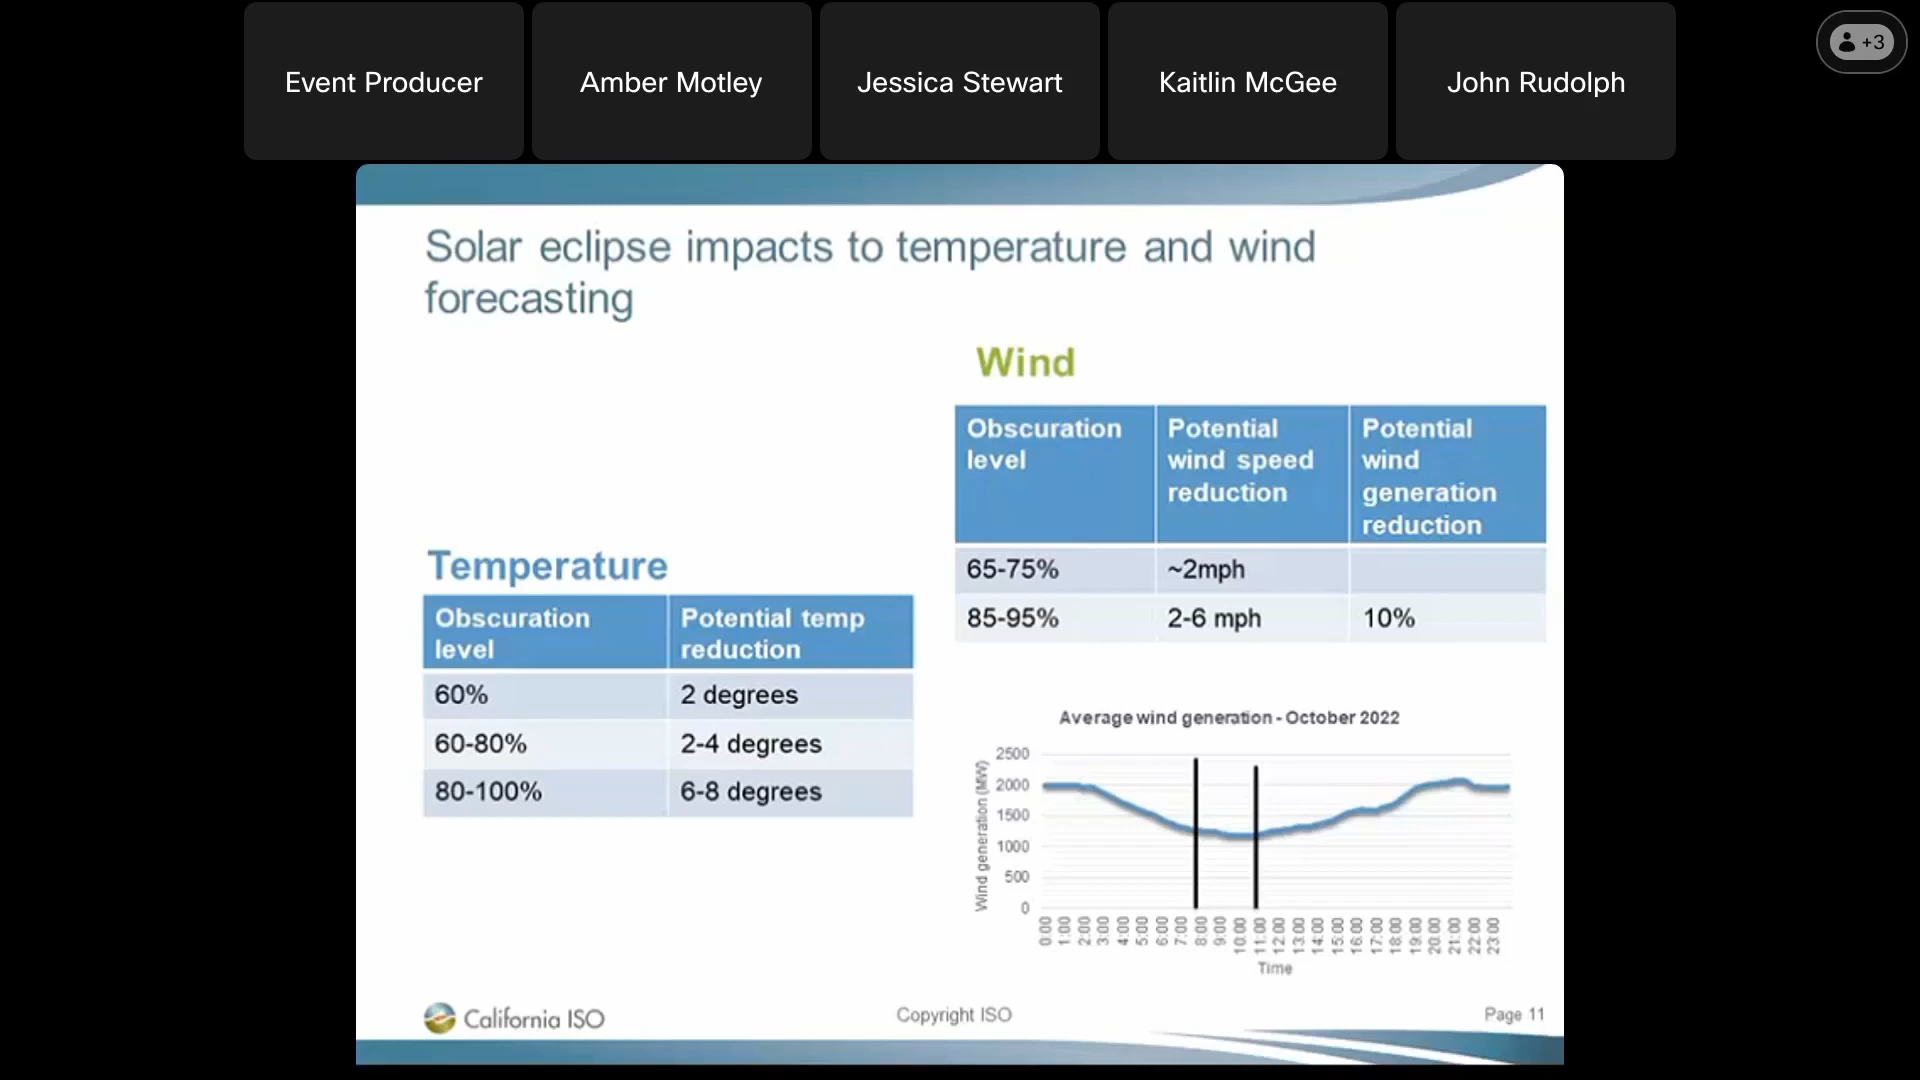 Event Producer
Amber Motley
Jessica Stewart
Kaitlin McGee
John Rudolph
+3
Solar eclipse impacts to temperature and wind
forecasting
Wind
Obscuration
level
Potential
wind speed
reduction
Potential
wind
generation
reduction
65-75%
~2mph
85-95%
2-6 mph
10%
Temperature
Obscuration
level
Potential temp
reduction
60%
2 degrees
60-80%
2-4 degrees
80-100%
6-8 degrees
Average wind generation - October 2022
Wind generation (MW)
2500
2000
1500
1000
500
0
0:00
1:00
2:00
3:00
4:00
5:00
6:00
7:00
8:00
9:00
10:00
11:00
12:00
13:00
14:00
15:00
16:00
17:00
18:00
19:00
20:00
21:00
22:00
23:00
Time
California ISO
Copyright ISO
Page 11